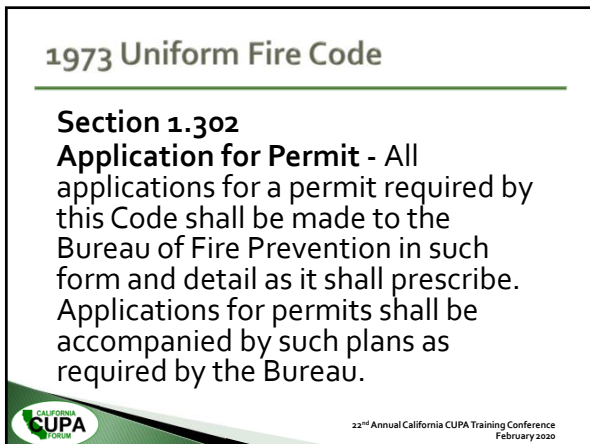 1973 Uniform Fire Code
Section 1.302
Application for Permit - All
applications for a permit required by
this Code shall be made to the
Bureau of Fire Prevention in such
form and detail as it shall prescribe.
Applications for permits shall be
accompanied by such plans as
required by the Bureau.
CALIFORNIA
CUPA
FORUM
22nd Annual California CUPA Training Conference
February 2020